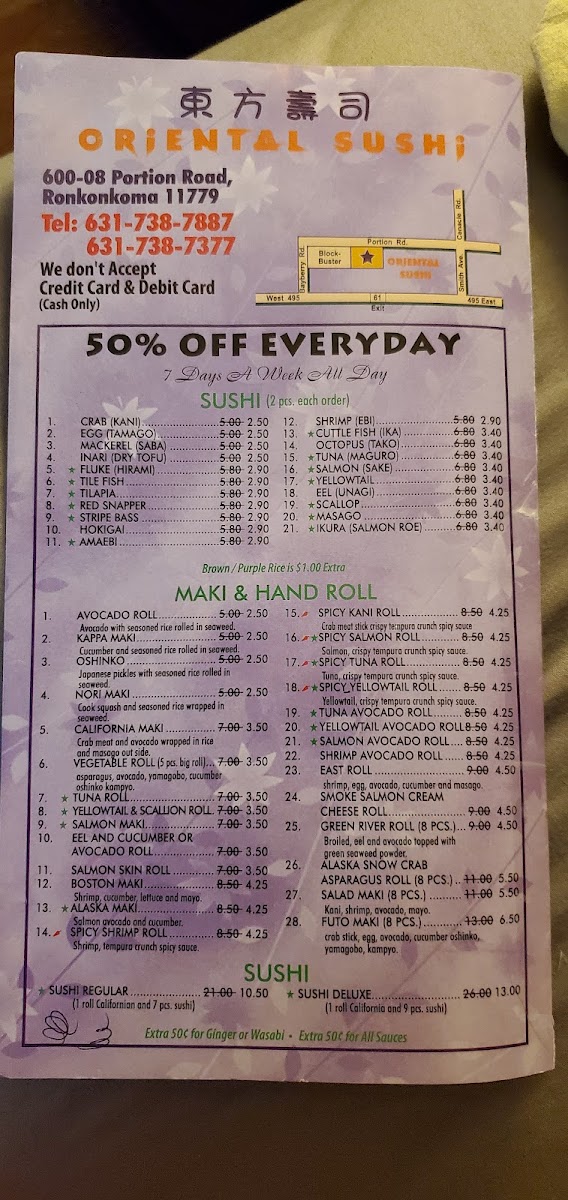 東方壽司
ORIENTAL SUSHI
600-08 Portion Road,
Ronkonkoma 11779
Tel: 631-738-7887
631-738-7377
We don't Accept
Credit Card & Debit Card
(Cash Only)
Portion Rd.
Block-
Buster
ORIENTAL
SUSHI
Bayberry Rd.
Smith Ave. Canacie Rd.
West 495
61
Exit
495 East
50% OFF EVERYDAY
7 Days A Week All Day
SUSHI (2 pcs. each order)
1. CRAB (KANI) 5.00 2.50
2. EGG (TAMAGO) 5.00 2.50
3. MACKEREL (SABA) 5.00 2.50
4. INARI (DRY TOFU) 5.00 2.50
5. ★ FLUKE (HIRAMI) 5.80 2.90
6. ★ TILE FISH 5.80 2.90
7. ★ TILAPIA 5.80 2.90
8. ★ RED SNAPPER 5.80 2.90
9. ★ STRIPE BASS 5.80 2.90
10. HOKIGAI 5.80 2.90
11. ★ AMAEBI 5.80 2.90
12. SHRIMP (EBI) 5.80 2.90
13. ★ CUTTLE FISH (IKA) 6.80 3.40
14. OCTOPUS (TAKO) 6.80 3.40
15. ★ TUNA (MAGURO) 6.80 3.40
16. ★ SALMON (SAKE) 6.80 3.40
17. ★ YELLOWTAIL 6.80 3.40
18. EEL (UNAGI) 6.80 3.40
19. ★ SCALLOP 6.80 3.40
20. ★ MASAGO 6.80 3.40
21. ★ IKURA (SALMON ROE) 6.80 3.40
Brown / Purple Rice is $1.00 Extra
MAKI & HAND ROLL
1. AVOCADO ROLL 5.00 2.50
Avocado with seasoned rice rolled in seaweed.
2. KAPPA MAKI 5.00 2.50
Cucumber and seasoned rice rolled in seaweed.
3. OSHINKO 5.00 2.50
Japanese pickles with seasoned rice rolled in
seaweed.
4. NORI MAKI 5.00 2.50
Cook squash and seasoned rice wrapped in
seaweed.
5. CALIFORNIA MAKI 7.00 3.50
Crab meat and avocado wrapped in rice
and masago out side.
6. VEGETABLE ROLL (5 pcs. big roll) 7.00 3.50
asparagus, avocado, yamagobo, cucumber
oshinko kampyo.
7. ★ TUNA ROLL 7.00 3.50
8. ★ YELLOWTAIL & SCALLION ROLL 7.00 3.50
9. ★ SALMON MAKI 7.00 3.50
10. EEL AND CUCUMBER OR
AVOCADO ROLL 7.00 3.50
11. SALMON SKIN ROLL 7.00 3.50
12. BOSTON MAKI 8.50 4.25
Shrimp, cucumber, lettuce and mayo.
13. ★ ALASKA MAKI 8.50 4.25
Salmon avocado and cucumber.
14. SPICY SHRIMP ROLL 8.50 4.25
Shrimp, tempura crunch spicy sauce.
15. SPICY KANI ROLL 8.50 4.25
Crab meat stick crispy tempura crunch spicy sauce
16. ★ SPICY SALMON ROLL 8.50 4.25
Salmon, crispy tempura crunch spicy sauce.
17. ★ SPICY TUNA ROLL 8.50 4.25
Tuna, crispy tempura crunch spicy sauce.
18. ★ SPICY YELLOWTAIL ROLL 8.50 4.25
Yellowtail, crispy tempura crunch spicy sauce.
19. ★ TUNA AVOCADO ROLL 8.50 4.25
20. ★ YELLOWTAIL AVOCADO ROLL 8.50 4.25
21. ★ SALMON AVOCADO ROLL 8.50 4.25
22. SHRIMP AVOCADO ROLL 8.50 4.25
23. EAST ROLL 9.00 4.50
shrimp, egg, avocado, cucumber and masago.
24. SMOKE SALMON CREAM
CHEESE ROLL 9.00 4.50
25. GREEN RIVER ROLL (8 PCS.) 9.00 4.50
Broiled, eel and avocado topped with
green seaweed powder.
26. ALASKA SNOW CRAB
ASPARAGUS ROLL (8 PCS.) 11.00 5.50
27. SALAD MAKI (8 PCS.) 11.00 5.50
Kani, shrimp, avocado, mayo.
28. FUTO MAKI (8 PCS.) 13.00 6.50
crab stick, egg, avocado, cucumber oshinko,
yamagobo, kampyo.
SUSHI
★ SUSHI REGULAR 21.00 10.50
(1 roll Californian and 7 pcs. sushi)
★ SUSHI DELUXE 26.00 13.00
(1 roll California and 9 pcs. sushi)
Extra 50¢ for Ginger or Wasabi • Extra 50¢ for All Sauces